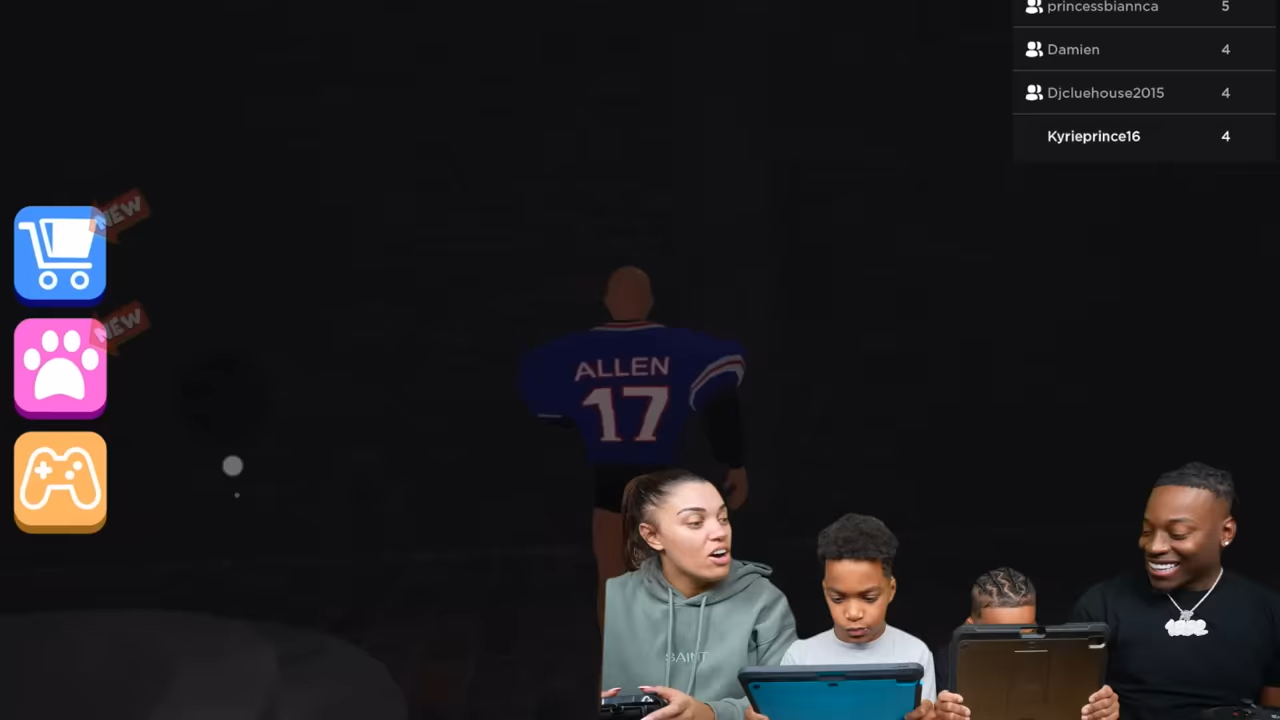 princessbiannca 5
Damien 4
Djcluehouse2015 4
Kyrieprince16 4
NEW
NEW
ALLEN
17
SAINT